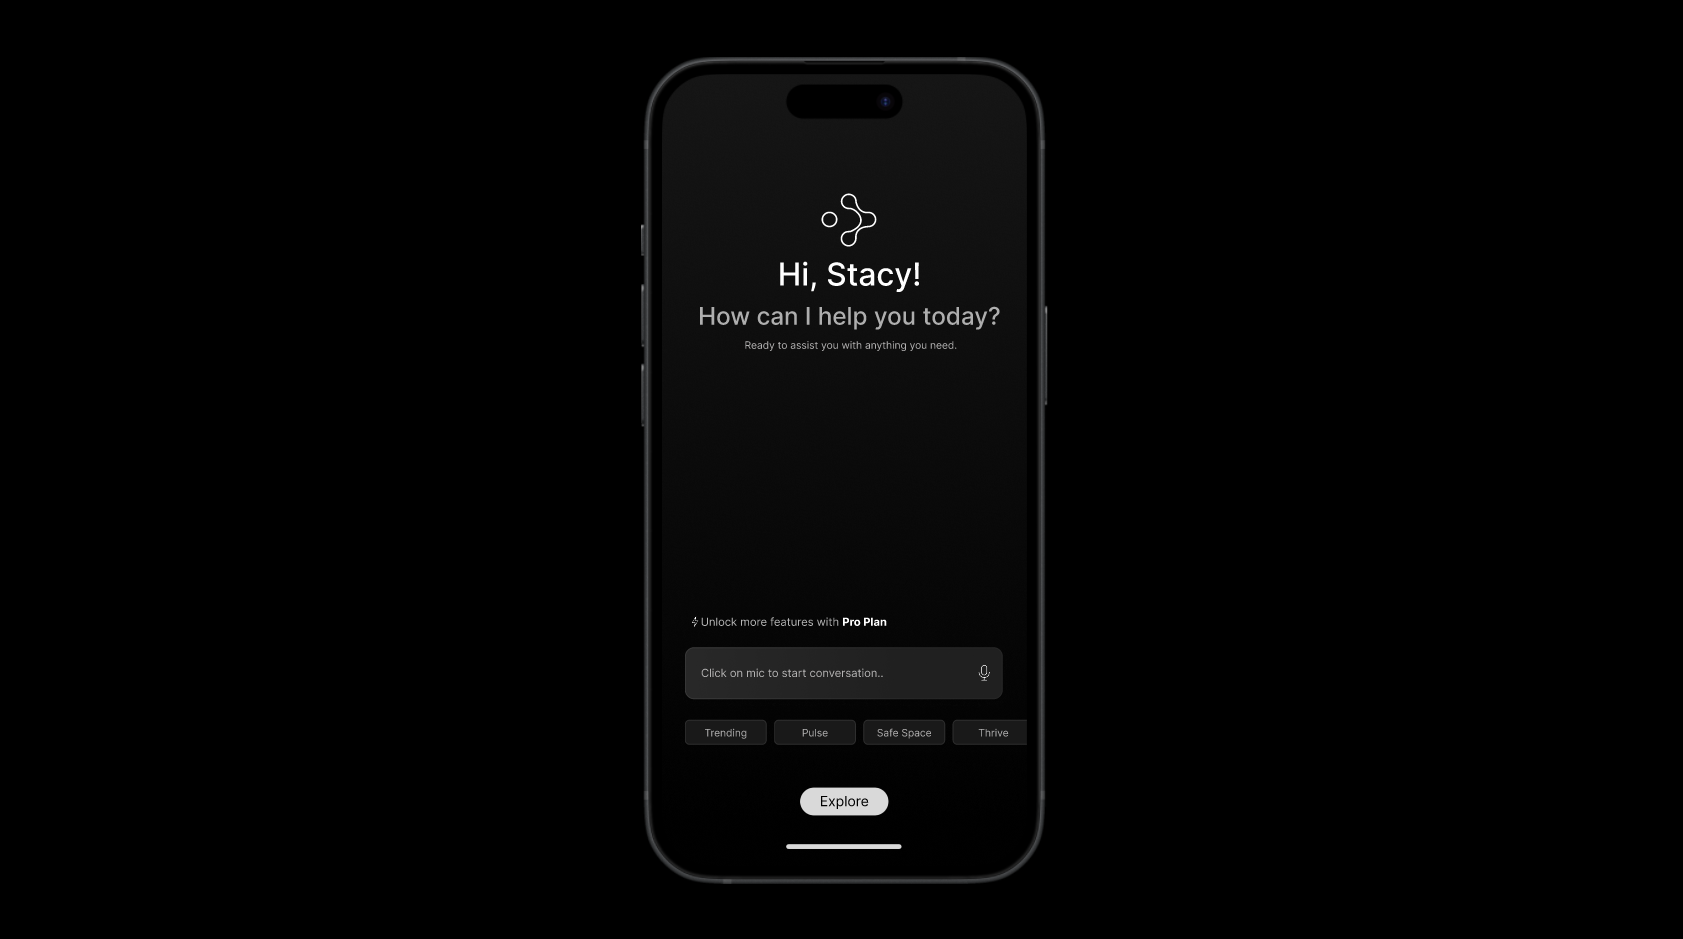 Hi, Stacy!
How can I help you today?
Ready to assist you with anything you need.
Unlock more features with Pro Plan
Click on mic to start conversation..
Trending
Pulse
Safe Space
Thrive
Explore